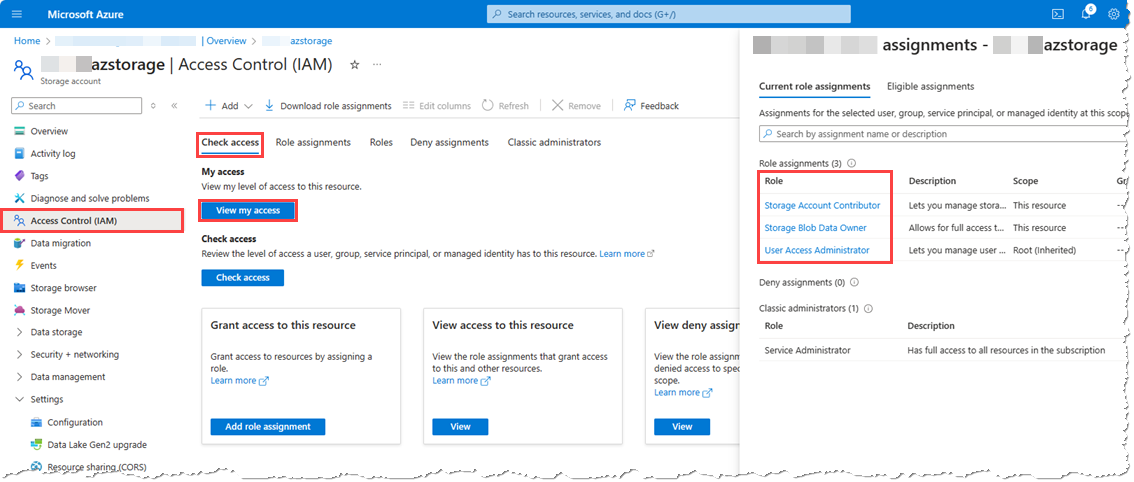 Microsoft Azure
Search resources, services, and docs (G+/)
6
Home > | Overview > azstorage
azstorage | Access Control (IAM) ☆ ···
Storage account
Search
Overview
Activity log
Tags
Diagnose and solve problems
Access Control (IAM)
Data migration
Events
Storage browser
Storage Mover
Data storage
Security + networking
Data management
Settings
Configuration
Data Lake Gen2 upgrade
Resource sharing (CORS)
Add Download role assignments Edit columns Refresh Remove Feedback
Check access Role assignments Roles Deny assignments Classic administrators
My access
View my level of access to this resource.
View my access
Check access
Review the level of access a user, group, service principal, or managed identity has to this resource. Learn more
Check access
Grant access to this resource
Grant access to resources by assigning a
role.
Learn more
Add role assignment
View access to this resource
View the role assignments that grant access
to this and other resources.
Learn more
View
View deny assign
View the role assignm
denied access to spec
scope.
Learn more
View
assignments - azstorage
Current role assignments Eligible assignments
Assignments for the selected user, group, service principal, or managed identity at this scop
Search by assignment name or description
Role assignments (3)
Role Description Scope Gr
Storage Account Contributor Lets you manage stora... This resource --
Storage Blob Data Owner Allows for full access t... This resource --
User Access Administrator Lets you manage user ... Root (Inherited) --
Deny assignments (0)
Classic administrators (1)
Role Description
Service Administrator Has full access to all resources in the subscription